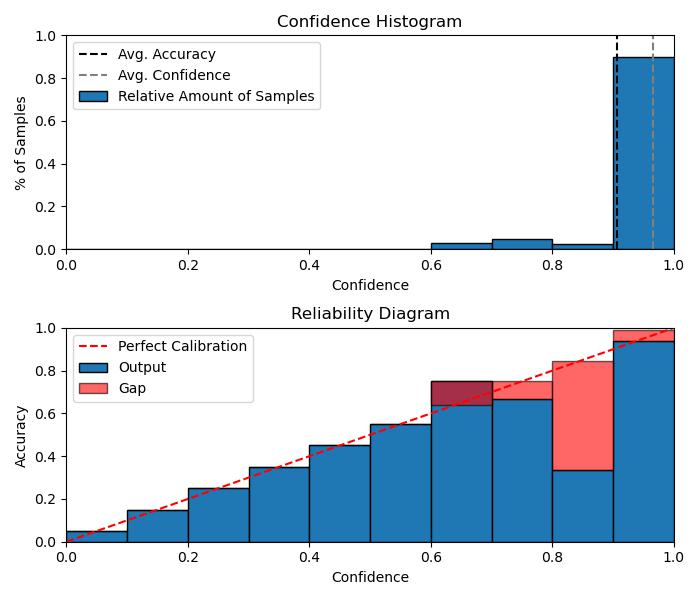 Confidence Histogram
1.0
0.8
0.6
0.4
0.2
0.0
% of Samples
Avg. Accuracy
Avg. Confidence
Relative Amount of Samples
0.0 0.2 0.4 0.6 0.8 1.0
Confidence
Reliability Diagram
1.0
0.8
0.6
0.4
0.2
0.0
Accuracy
Perfect Calibration
Output
Gap
0.0 0.2 0.4 0.6 0.8 1.0
Confidence